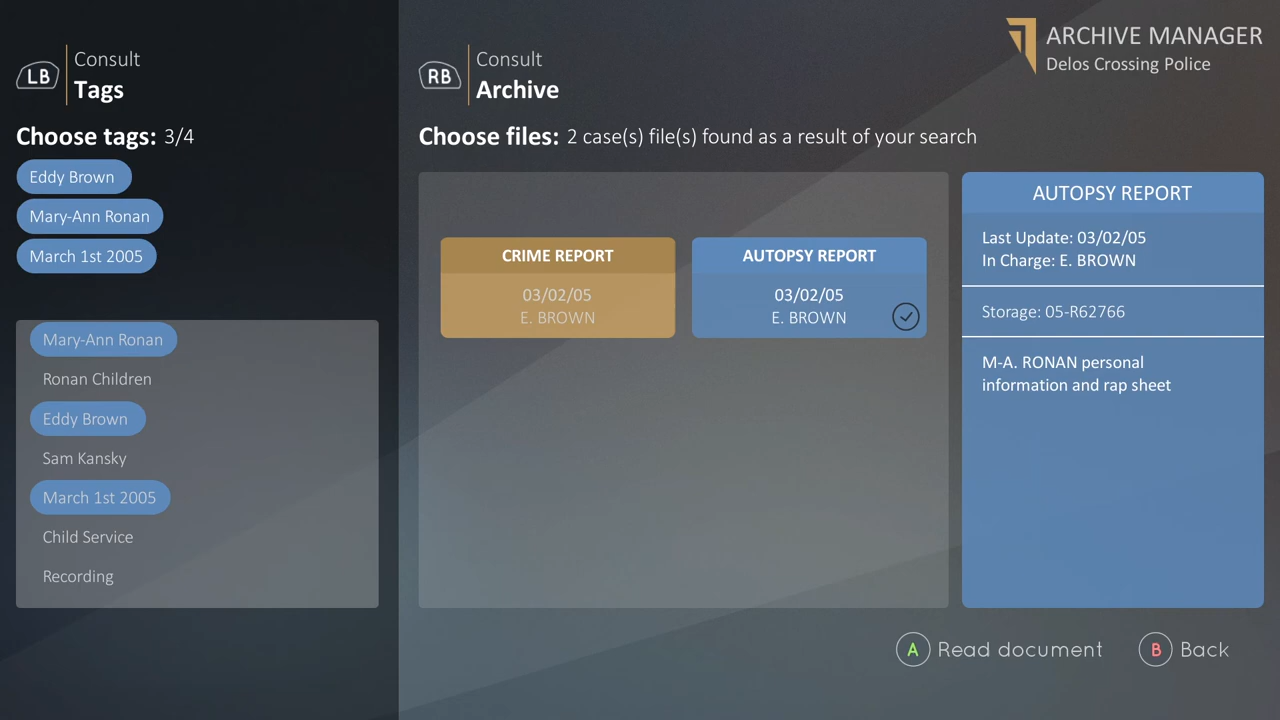 LB
Consult
Tags
Choose tags: 3/4
Eddy Brown
Mary-Ann Ronan
March 1st 2005
Mary-Ann Ronan
Ronan Children
Eddy Brown
Sam Kansky
March 1st 2005
Child Service
Recording
RB
Consult
Archive
ARCHIVE MANAGER
Delos Crossing Police
Choose files: 2 case(s) file(s) found as a result of your search
CRIME REPORT
03/02/05
E. BROWN
AUTOPSY REPORT
03/02/05
E. BROWN
AUTOPSY REPORT
Last Update: 03/02/05
In Charge: E. BROWN
Storage: 05-R62766
M-A. RONAN personal
information and rap sheet
A Read document
B Back